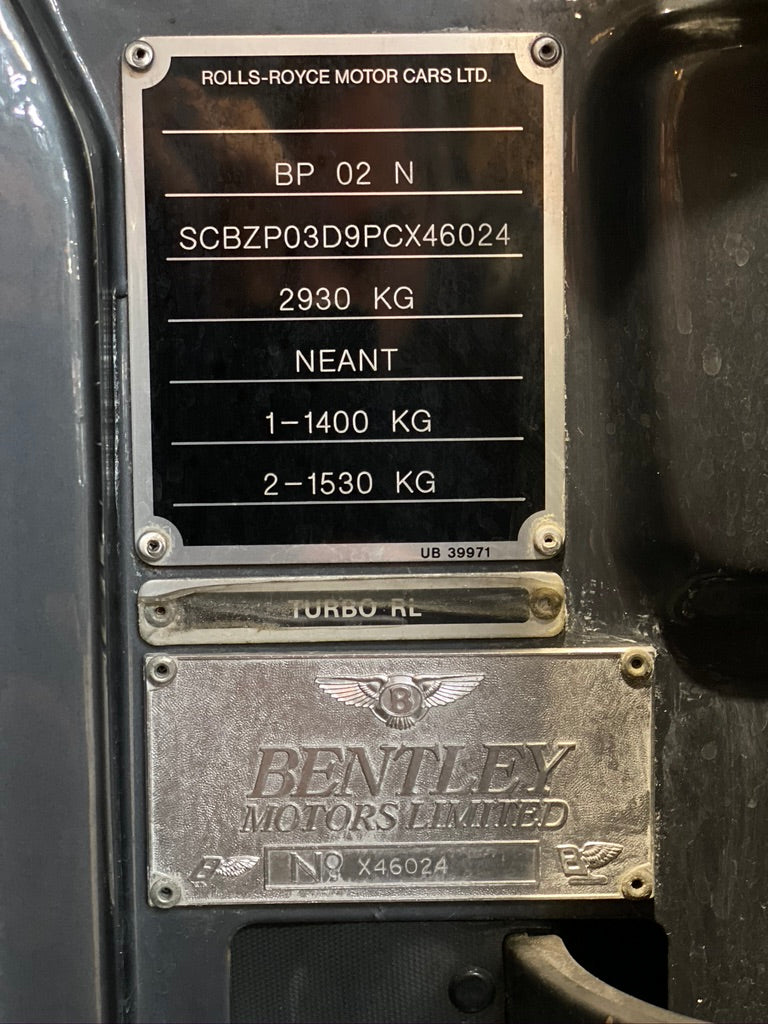 ROLLS-ROYCE MOTOR CARS LTD.
BP 02 N
SCBZP03D9PCX46024
2930 KG
NEANT
1-1400 KG
2-1530 KG
UB 39971
TURBO RL
B
BENTLEY
MOTORS LIMITED
B No X46024 B